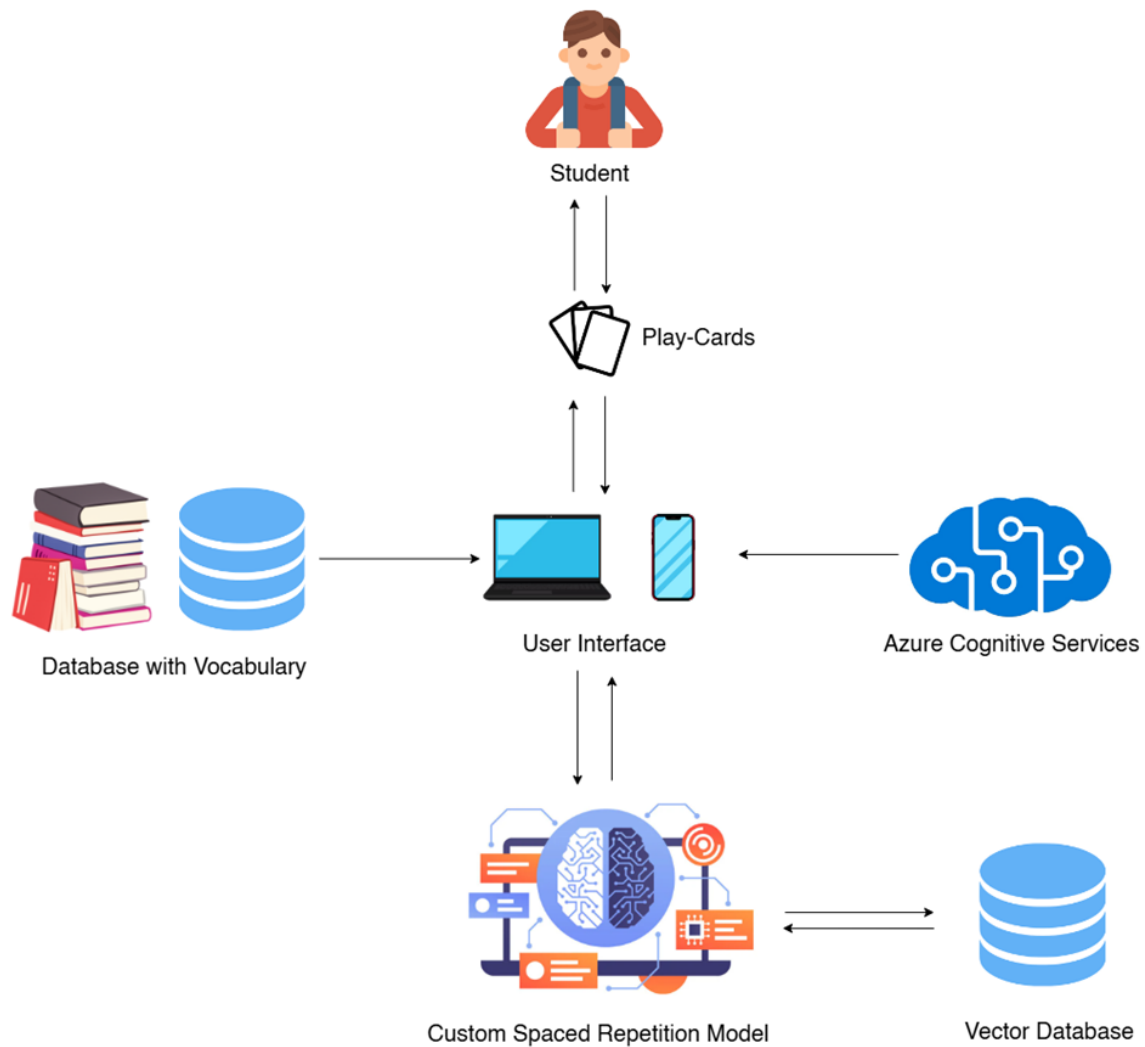 Student
Play-Cards
User Interface
Azure Cognitive Services
Database with Vocabulary
Custom Spaced Repetition Model
Vector Database